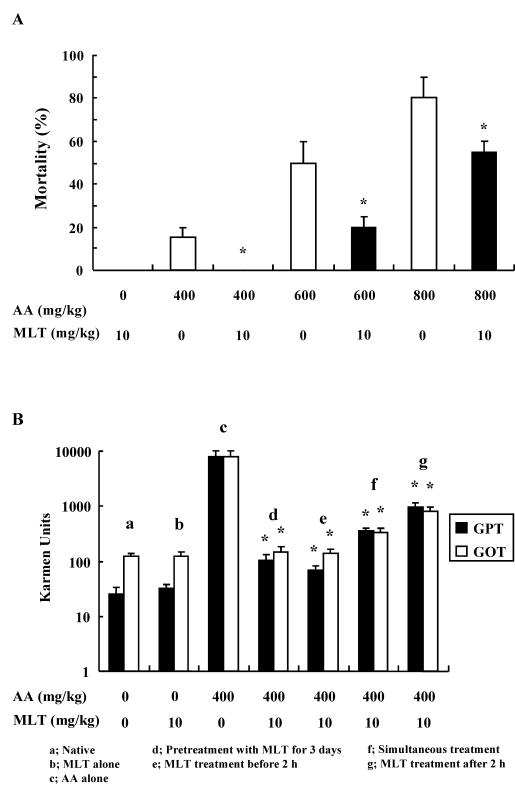 A
Mortality (%)
100
80
60
40
20
0
*
*
*
0 400 400 600 600 800 800
AA (mg/kg)
MLT (mg/kg)
10 0 10 0 10 0 10
B
Karmen Units
10000
1000
100
10
1
a b c d e f g
* * * * * * * *
GPT
GOT
AA (mg/kg) 0 0 400 400 400 400 400
MLT (mg/kg) 0 10 0 10 10 10 10
a; Native d; Pretreatment with MLT for 3 days f; Simultaneous treatment
b; MLT alone e; MLT treatment before 2 h g; MLT treatment after 2 h
c; AA alone